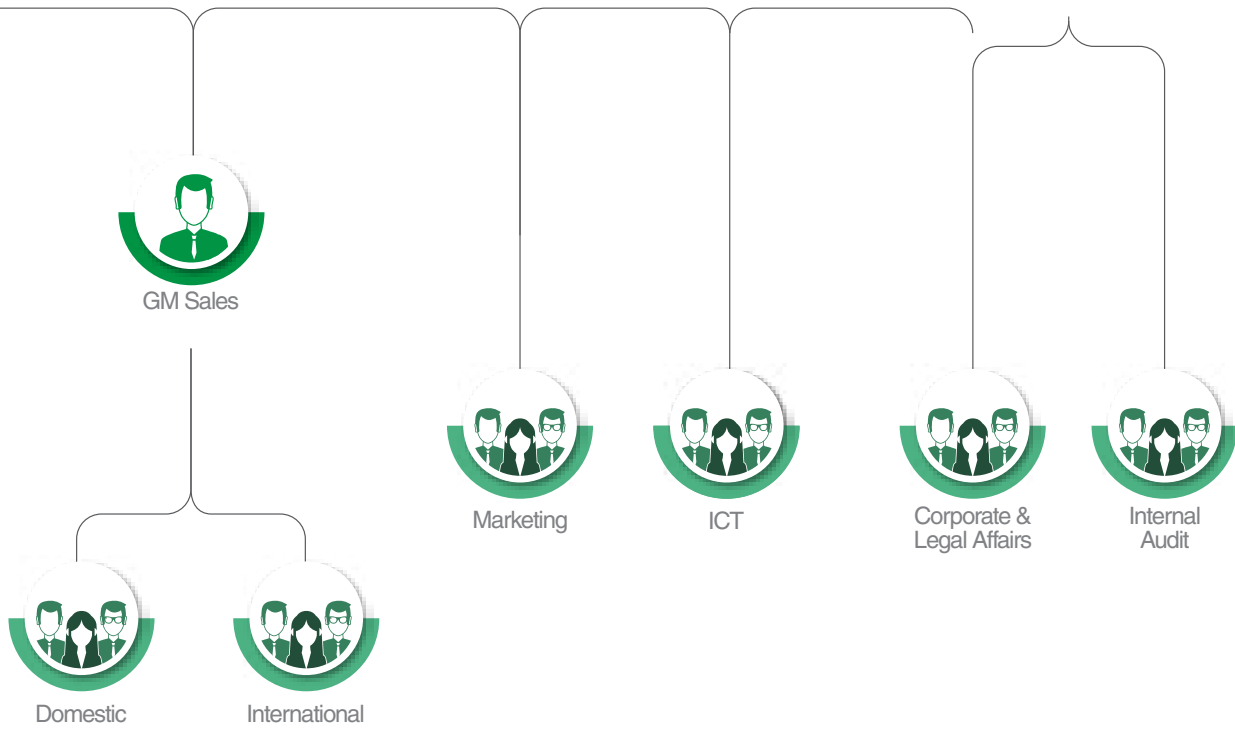 GM Sales
Marketing
ICT
Corporate &
Legal Affairs
Internal
Audit
Domestic
International